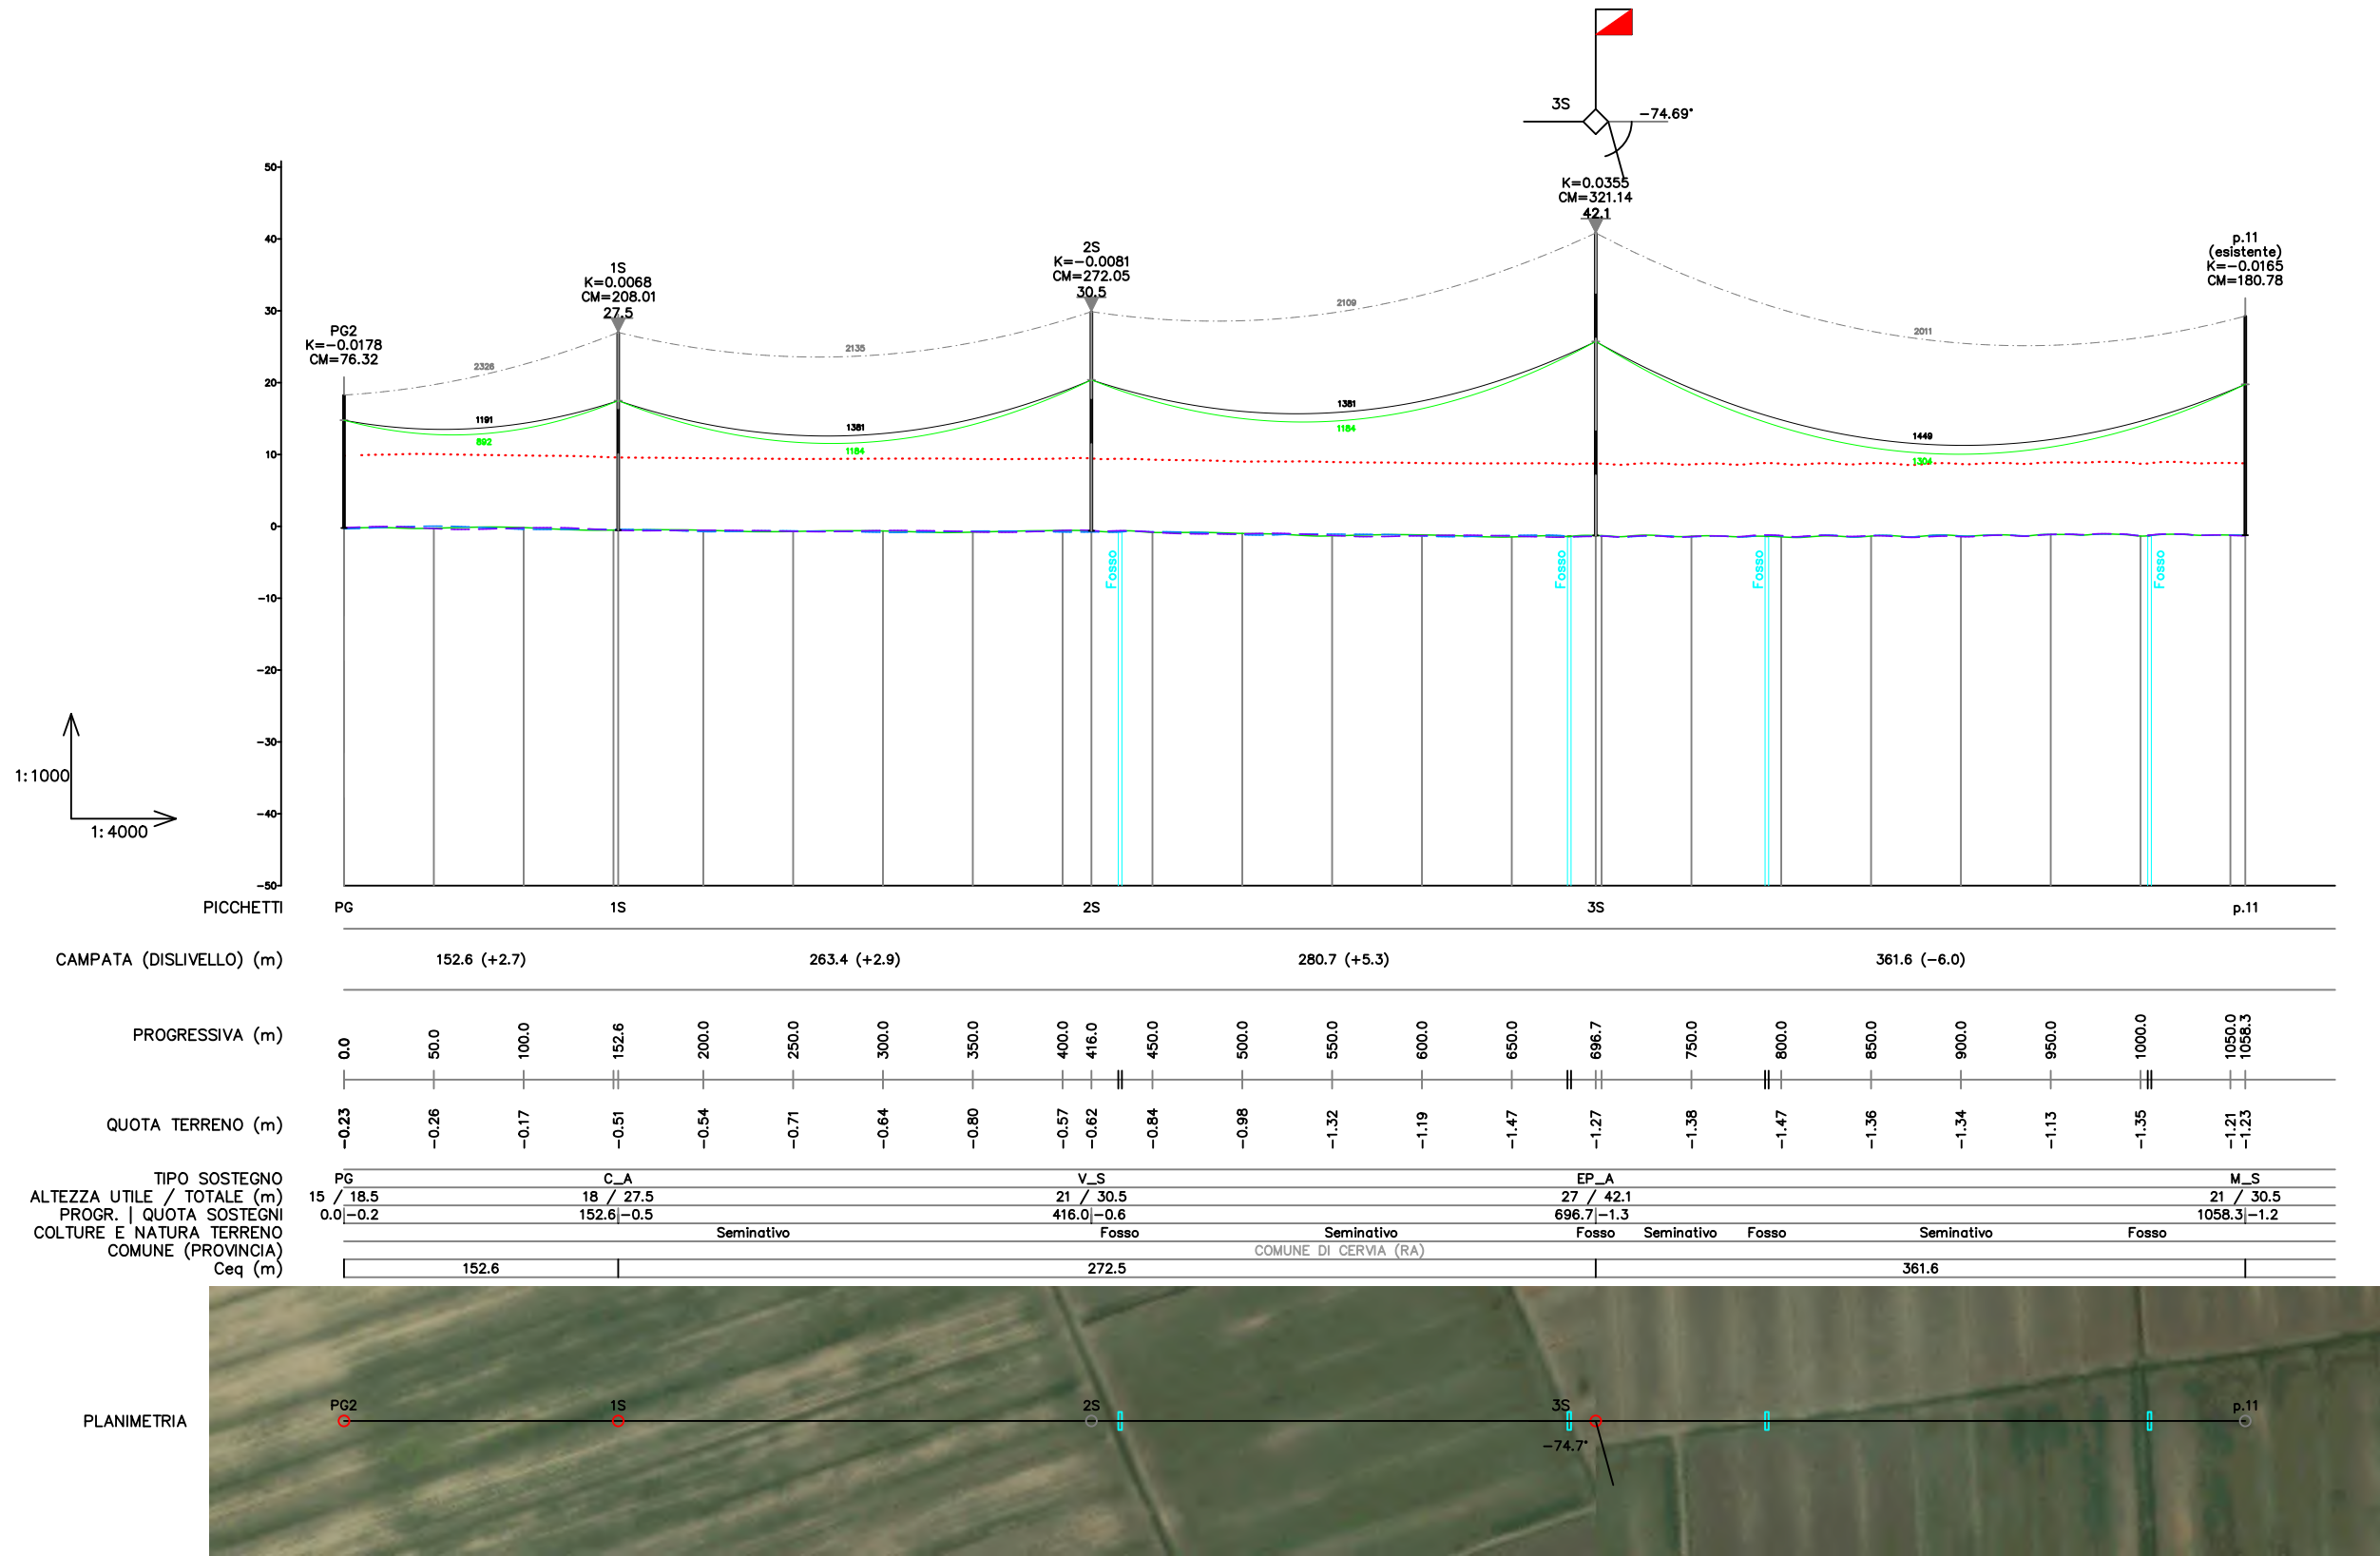 3S
-74.69°
K=0.0355
CM=321.14
42.1
2S
K=-0.0081
CM=272.05
30.5
p.11
(esistente)
K=-0.0165
CM=180.78
1S
K=0.0068
CM=208.01
27.5
PG2
K=-0.0178
CM=76.32
50
40
30
20
10
0
-10
-20
-30
-40
-50
2326
2135
2109
2011
1191
1381
1381
1449
892
1184
1184
1304
Fosso
Fosso
Fosso
Fosso
1:1000
1:4000
PICCHETTI PG 1S 2S 3S p.11
CAMPATA (DISLIVELLO) (m) 152.6 (+2.7) 263.4 (+2.9) 280.7 (+5.3) 361.6 (-6.0)
PROGRESSIVA (m) 0.0 50.0 100.0 152.6 200.0 250.0 300.0 350.0 400.0 416.0 450.0 500.0 550.0 600.0 650.0 696.7 750.0 800.0 850.0 900.0 950.0 1000.0 1050.0 1058.3
QUOTA TERRENO (m) -0.23 -0.26 -0.17 -0.51 -0.54 -0.71 -0.64 -0.80 -0.57 -0.62 -0.84 -0.98 -1.32 -1.19 -1.47 -1.27 -1.38 -1.47 -1.36 -1.34 -1.13 -1.35 -1.21 -1.23
TIPO SOSTEGNO PG C_A V_S EP_A M_S
ALTEZZA UTILE / TOTALE (m) 15 / 18.5 18 / 27.5 21 / 30.5 27 / 42.1 21 / 30.5
PROGR. | QUOTA SOSTEGNI 0.0|-0.2 152.6|-0.5 416.0|-0.6 696.7|-1.3 1058.3|-1.2
COLTURE E NATURA TERRENO Seminativo Fosso Seminativo Fosso Seminativo Fosso Seminativo Fosso
COMUNE (PROVINCIA) COMUNE DI CERVIA (RA)
Ceq (m) 152.6 272.5 361.6
PLANIMETRIA
PG2 1S 2S 3S p.11
-74.7°